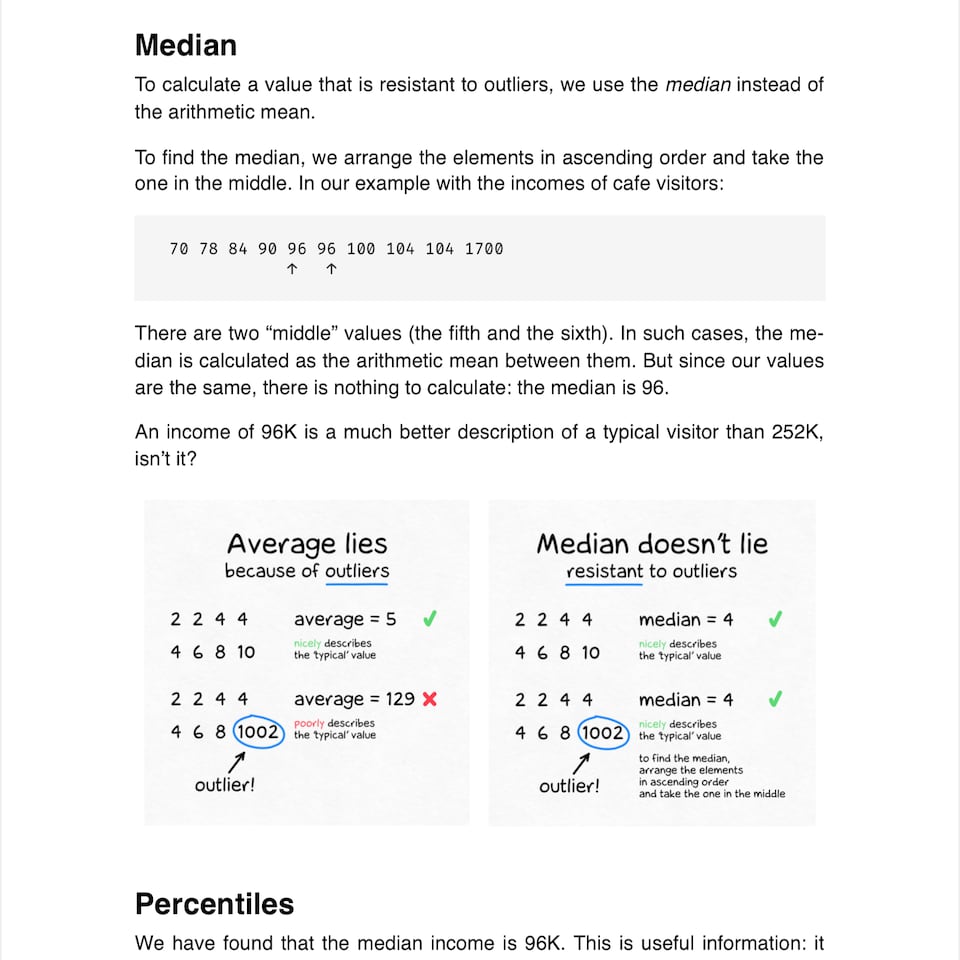 Median
To calculate a value that is resistant to outliers, we use the median instead of
the arithmetic mean.
To find the median, we arrange the elements in ascending order and take the
one in the middle. In our example with the incomes of cafe visitors:
70 78 84 90 96 96 100 104 104 1700
↑ ↑
There are two “middle” values (the fifth and the sixth). In such cases, the me-
dian is calculated as the arithmetic mean between them. But since our values
are the same, there is nothing to calculate: the median is 96.
An income of 96K is a much better description of a typical visitor than 252K,
isn’t it?
Average lies
because of outliers
2 2 4 4
4 6 8 10
average = 5
nicely describes
the ‘typical’ value
2 2 4 4
4 6 8 1002
average = 129
poorly describes
the ‘typical’ value
outlier!
Median doesn’t lie
resistant to outliers
2 2 4 4
4 6 8 10
median = 4
nicely describes
the ‘typical’ value
2 2 4 4
4 6 8 1002
median = 4
nicely describes
the ‘typical’ value
outlier!
to find the median,
arrange the elements
in ascending order
and take the one in the middle
Percentiles
We have found that the median income is 96K. This is useful information: it